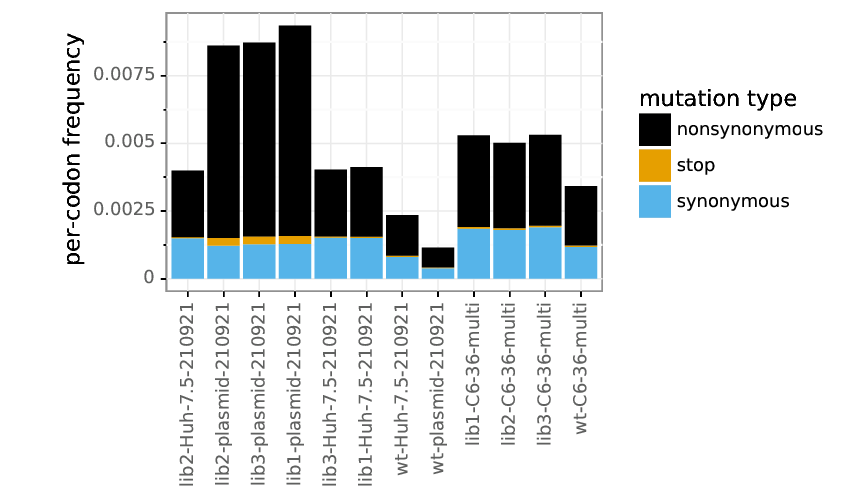 per-codon frequency
0.0075
0.005
0.0025
0
lib2-Huh-7.5-210921
lib2-plasmid-210921
lib3-plasmid-210921
lib1-plasmid-210921
lib3-Huh-7.5-210921
lib1-Huh-7.5-210921
wt-Huh-7.5-210921
wt-plasmid-210921
lib1-C6-36-multi
lib2-C6-36-multi
lib3-C6-36-multi
wt-C6-36-multi
mutation type
nonsynonymous
stop
synonymous